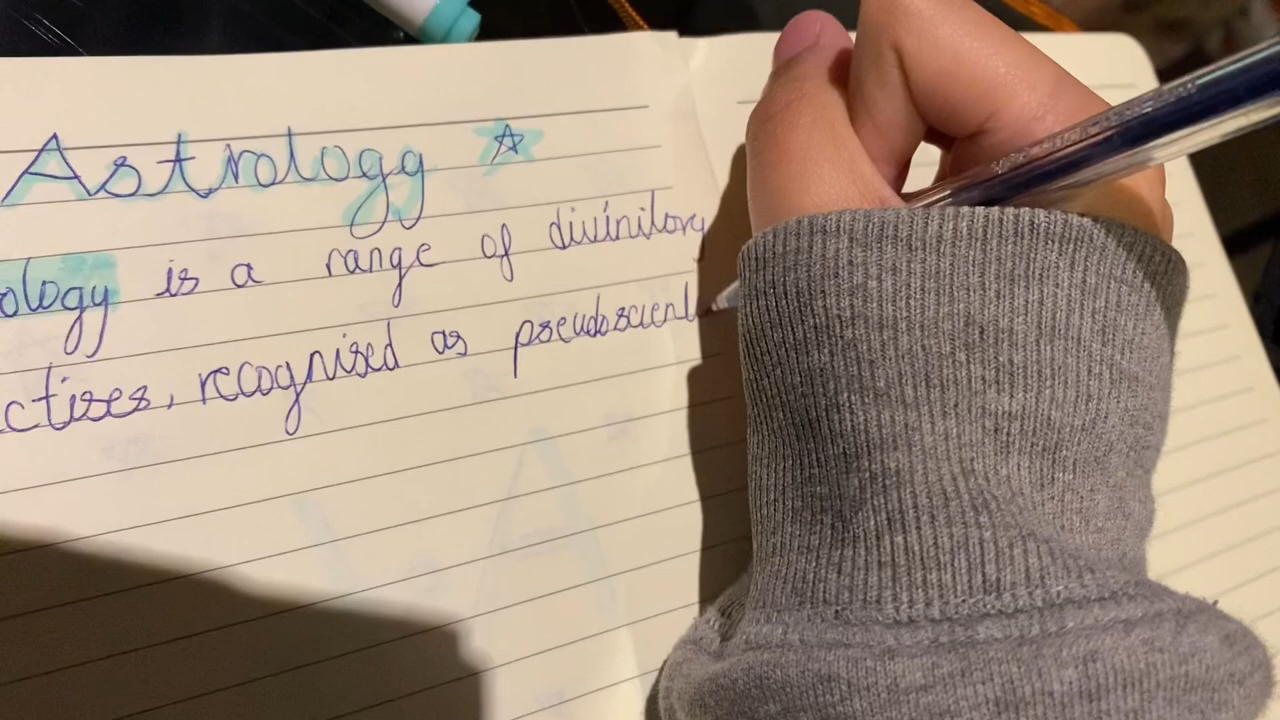 Astrology
ology is a range of divinitory
ctises, recognised as pseudoscient